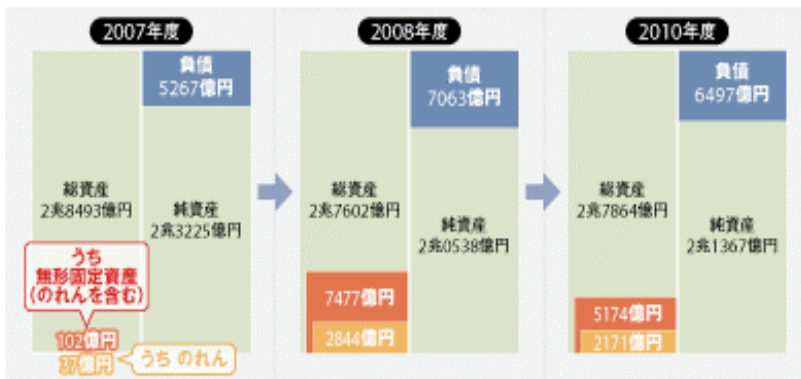 2007年度
負債
5267億円
総資産
2兆8493億円
純資産
2兆3225億円
うち
無形固定資産
(のれんを含む)
102億円
37億円
うち のれん
2008年度
負債
7063億円
総資産
2兆7602億円
純資産
2兆0538億円
7477億円
2844億円
2010年度
負債
6497億円
総資産
2兆7864億円
純資産
2兆1367億円
5174億円
2171億円